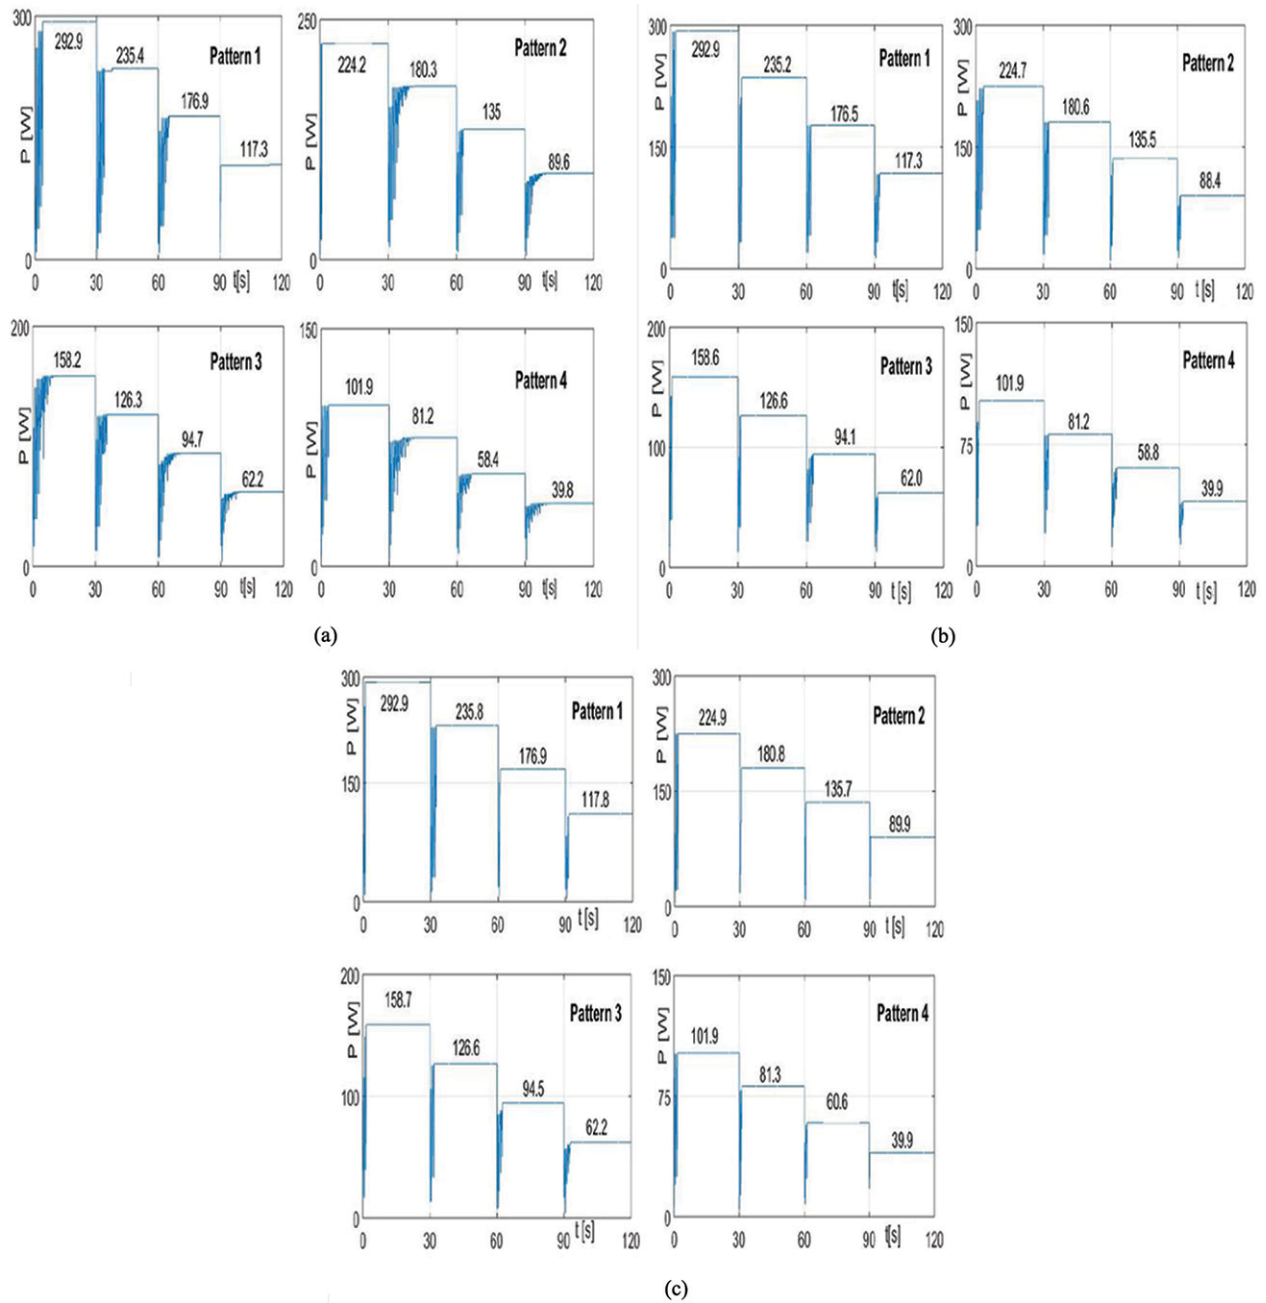 300
P [W]
292.9
235.4
176.9
117.3
Pattern 1
0
0 30 60 90 t[s] 120
250
P [W]
224.2
180.3
135
89.6
Pattern 2
0
0 30 60 90 t[s] 120
200
P [W]
158.2
126.3
94.7
62.2
Pattern 3
0
0 30 60 90 t[s] 120
150
P [W]
101.9
81.2
58.4
39.8
Pattern 4
0
0 30 60 90 t[s] 120
(a)
300
P [W]
292.9
235.2
176.5
117.3
Pattern 1
150
0
0 30 60 90 t[s] 120
300
P [W]
224.7
180.6
135.5
88.4
Pattern 2
150
0
0 30 60 90 t [s] 120
200
P [W]
158.6
126.6
94.1
62.0
Pattern 3
100
0
0 30 60 90 t [s] 120
150
P [W]
101.9
81.2
58.8
39.9
Pattern 4
75
0
0 30 60 90 t [s] 120
(b)
300
P [W]
292.9
235.8
176.9
117.8
Pattern 1
150
0
0 30 60 90 t [s] 120
300
P [W]
224.9
180.8
135.7
89.9
Pattern 2
150
0
0 30 60 90 t [s] 120
200
P [W]
158.7
126.6
94.5
62.2
Pattern 3
100
0
0 30 60 90 t [s] 120
150
P [W]
101.9
81.3
60.6
39.9
Pattern 4
75
0
0 30 60 90 t[s] 120
(c)